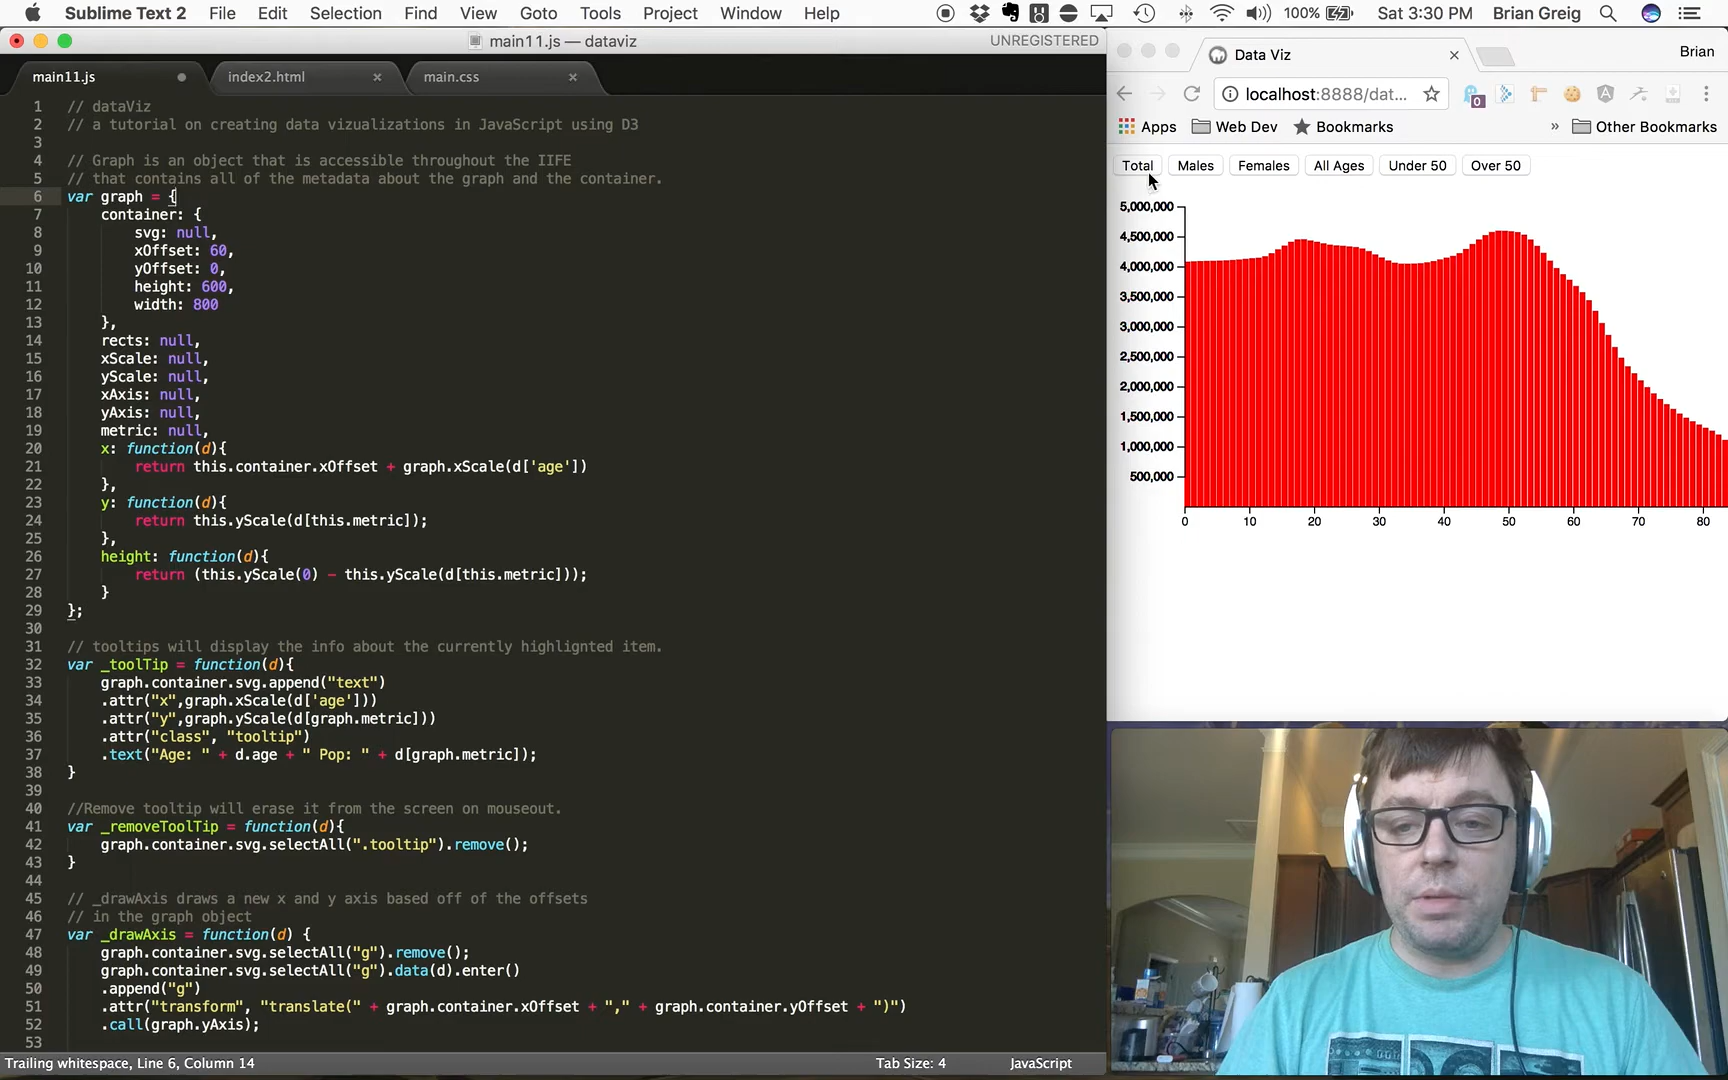 Sublime Text 2 File Edit Selection Find View Goto Tools Project Window Help 100% Sat 3:30 PM Brian Greig
main11.js — dataviz UNREGISTERED
main11.js index2.html main.css
1 // dataViz
2 // a tutorial on creating data vizualizations in JavaScript using D3
3
4 // Graph is an object that is accessible throughout the IIFE
5 // that contains all of the metadata about the graph and the container.
6 var graph = {
7 container: {
8 svg: null,
9 xOffset: 60,
10 yOffset: 0,
11 height: 600,
12 width: 800
13 },
14 rects: null,
15 xScale: null,
16 yScale: null,
17 xAxis: null,
18 yAxis: null,
19 metric: null,
20 x: function(d){
21 return this.container.xOffset + graph.xScale(d['age'])
22 },
23 y: function(d){
24 return this.yScale(d[this.metric]);
25 },
26 height: function(d){
27 return (this.yScale(0) - this.yScale(d[this.metric]));
28 }
29 };
30
31 // tooltips will display the info about the currently highlignted item.
32 var _toolTip = function(d){
33 graph.container.svg.append("text")
34 .attr("x",graph.xScale(d['age']))
35 .attr("y",graph.yScale(d[graph.metric]))
36 .attr("class", "tooltip")
37 .text("Age: " + d.age + " Pop: " + d[graph.metric]);
38 }
39
40 //Remove tooltip will erase it from the screen on mouseout.
41 var _removeToolTip = function(d){
42 graph.container.svg.selectAll(".tooltip").remove();
43 }
44
45 // _drawAxis draws a new x and y axis based off of the offsets
46 // in the graph object
47 var _drawAxis = function(d) {
48 graph.container.svg.selectAll("g").remove();
49 graph.container.svg.selectAll("g").data(d).enter()
50 .append("g")
51 .attr("transform", "translate(" + graph.container.xOffset + "," + graph.container.yOffset + ")")
52 .call(graph.yAxis);
53
Trailing whitespace, Line 6, Column 14 Tab Size: 4 JavaScript
Data Viz Brian
localhost:8888/dat... 0
Apps Web Dev Bookmarks » Other Bookmarks
Total Males Females All Ages Under 50 Over 50
5,000,000
4,500,000
4,000,000
3,500,000
3,000,000
2,500,000
2,000,000
1,500,000
1,000,000
500,000
0 10 20 30 40 50 60 70 80